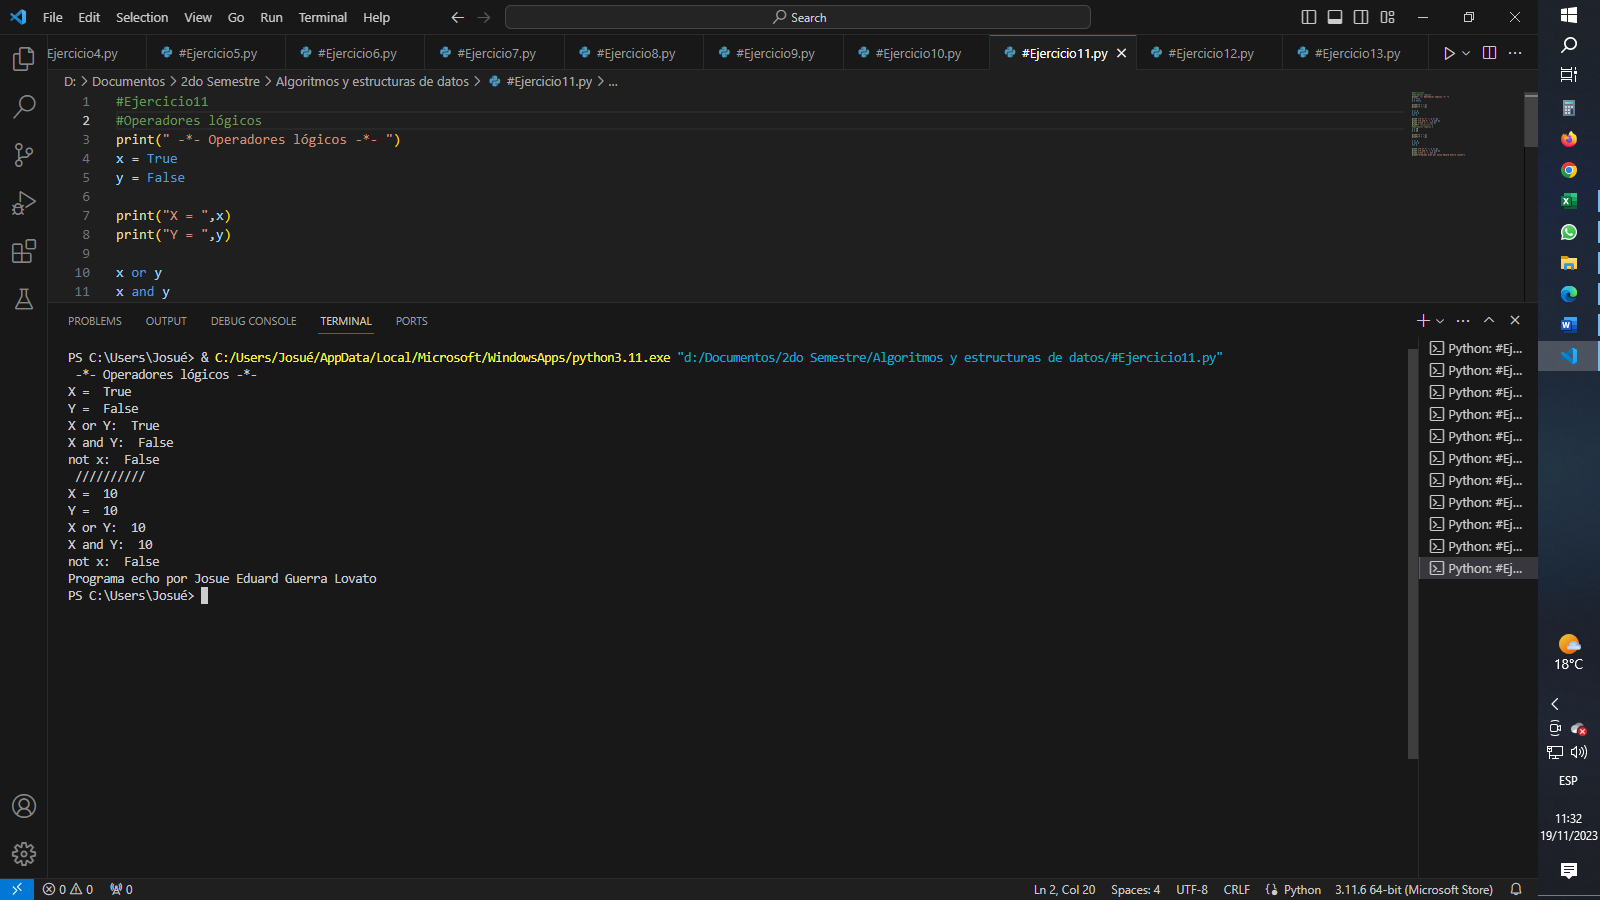 File Edit Selection View Go Run Terminal Help
Search
Ejercicio4.py #Ejercicio5.py #Ejercicio6.py #Ejercicio7.py #Ejercicio8.py #Ejercicio9.py #Ejercicio10.py #Ejercicio11.py #Ejercicio12.py #Ejercicio13.py
D: > Documentos > 2do Semestre > Algoritmos y estructuras de datos > #Ejercicio11.py > ...
1 #Ejercicio11
2 #Operadores lógicos
3 print(" -*- Operadores lógicos -*- ")
4 x = True
5 y = False
6
7 print("X = ",x)
8 print("Y = ",y)
9
10 x or y
11 x and y
PROBLEMS OUTPUT DEBUG CONSOLE TERMINAL PORTS
PS C:\Users\Josué> & C:/Users/Josué/AppData/Local/Microsoft/WindowsApps/python3.11.exe "d:/Documentos/2do Semestre/Algoritmos y estructuras de datos/#Ejercicio11.py"
 -*- Operadores lógicos -*-
X =  True
Y =  False
X or Y:  True
X and Y:  False
not x:  False
 //////////
X =  10
Y =  10
X or Y:  10
X and Y:  10
not x:  False
Programa echo por Josue Eduard Guerra Lovato
PS C:\Users\Josué>
Python: #Ej...
Python: #Ej...
Python: #Ej...
Python: #Ej...
Python: #Ej...
Python: #Ej...
Python: #Ej...
Python: #Ej...
Python: #Ej...
Python: #Ej...
Python: #Ej...
18°C
ESP
11:32
19/11/2023
0 0 0
Ln 2, Col 20 Spaces: 4 UTF-8 CRLF Python 3.11.6 64-bit (Microsoft Store)